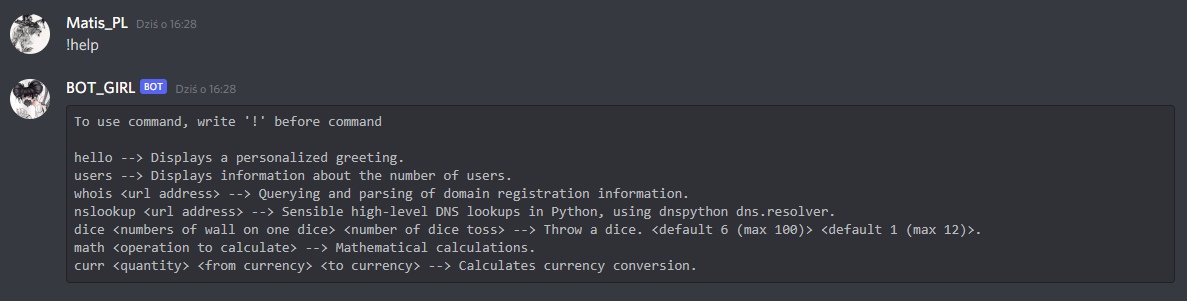 Matis_PL Dziś o 16:28
!help
BOT_GIRL BOT Dziś o 16:28
To use command, write '!' before command
hello --> Displays a personalized greeting.
users --> Displays information about the number of users.
whois <url address> --> Querying and parsing of domain registration information.
nslookup <url address> --> Sensible high-level DNS lookups in Python, using dnspython dns.resolver.
dice <numbers of wall on one dice> <number of dice toss> --> Throw a dice. <default 6 (max 100)> <default 1 (max 12)>.
math <operation to calculate> --> Mathematical calculations.
curr <quantity> <from currency> <to currency> --> Calculates currency conversion.